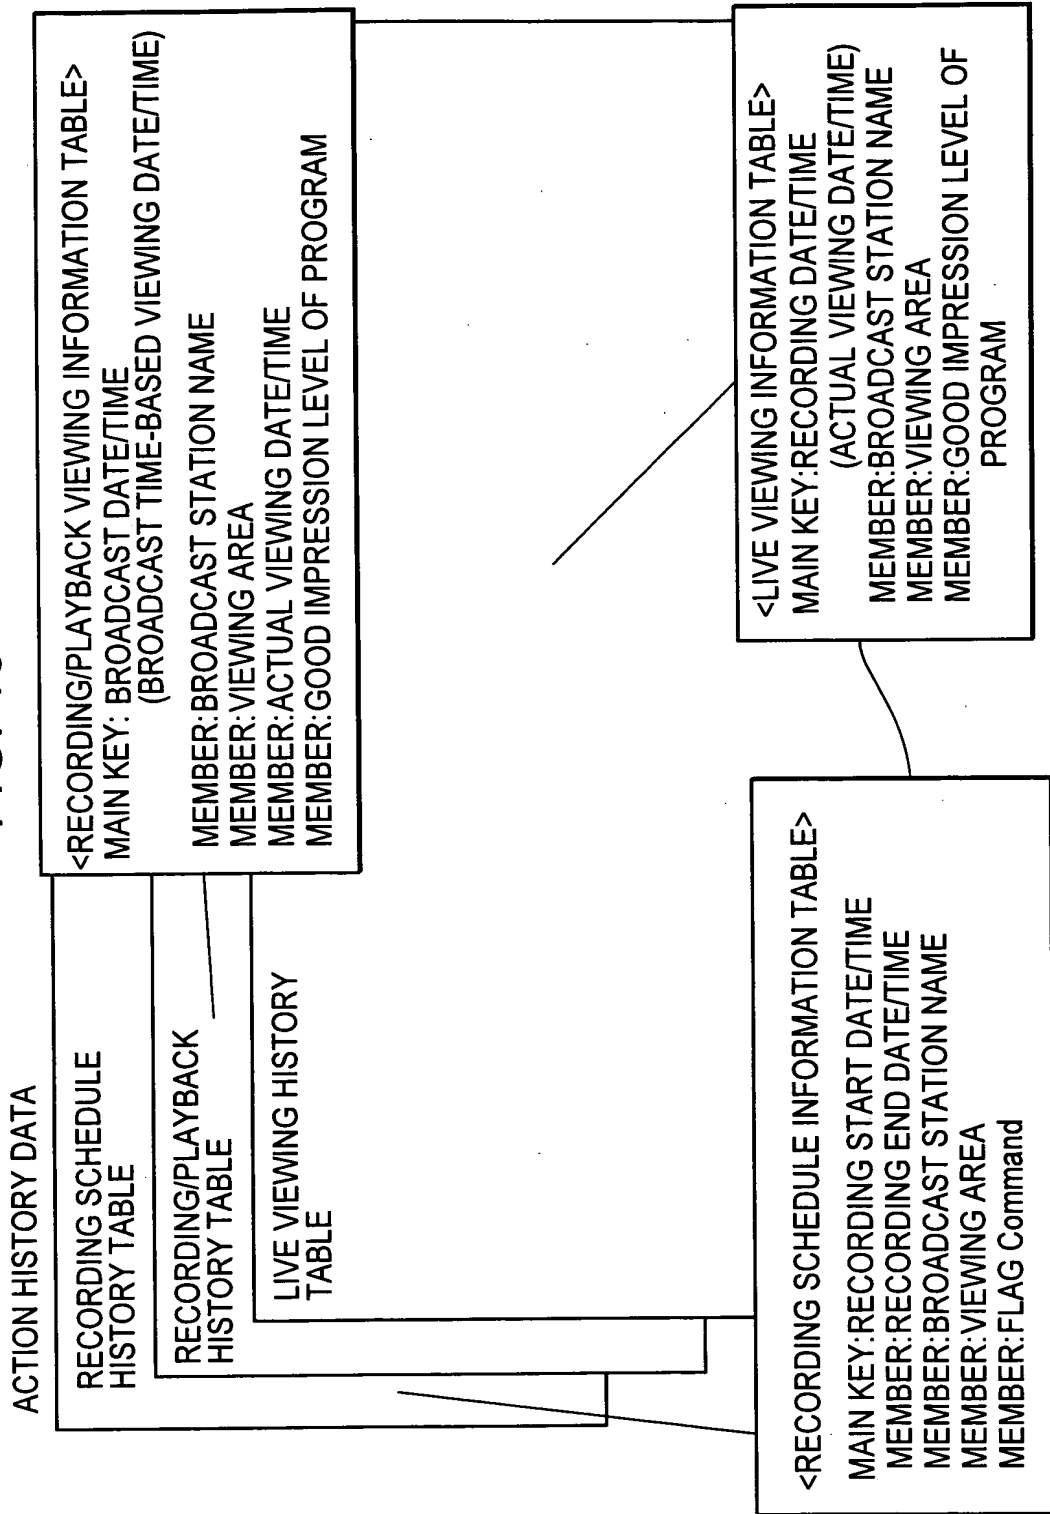 ACTION HISTORY DATA
RECORDING SCHEDULE
HISTORY TABLE
RECORDING/PLAYBACK
HISTORY TABLE
LIVE VIEWING HISTORY
TABLE
<RECORDING/PLAYBACK VIEWING INFORMATION TABLE>
MAIN KEY: BROADCAST DATE/TIME
(BROADCAST TIME-BASED VIEWING DATE/TIME)
MEMBER:BROADCAST STATION NAME
MEMBER:VIEWING AREA
MEMBER:ACTUAL VIEWING DATE/TIME
MEMBER:GOOD IMPRESSION LEVEL OF PROGRAM
<RECORDING SCHEDULE INFORMATION TABLE>
MAIN KEY:RECORDING START DATE/TIME
MEMBER:RECORDING END DATE/TIME
MEMBER:BROADCAST STATION NAME
MEMBER:VIEWING AREA
MEMBER:FLAG Command
<LIVE VIEWING INFORMATION TABLE>
MAIN KEY:RECORDING DATE/TIME
(ACTUAL VIEWING DATE/TIME)
MEMBER:BROADCAST STATION NAME
MEMBER:VIEWING AREA
MEMBER:GOOD IMPRESSION LEVEL OF
PROGRAM